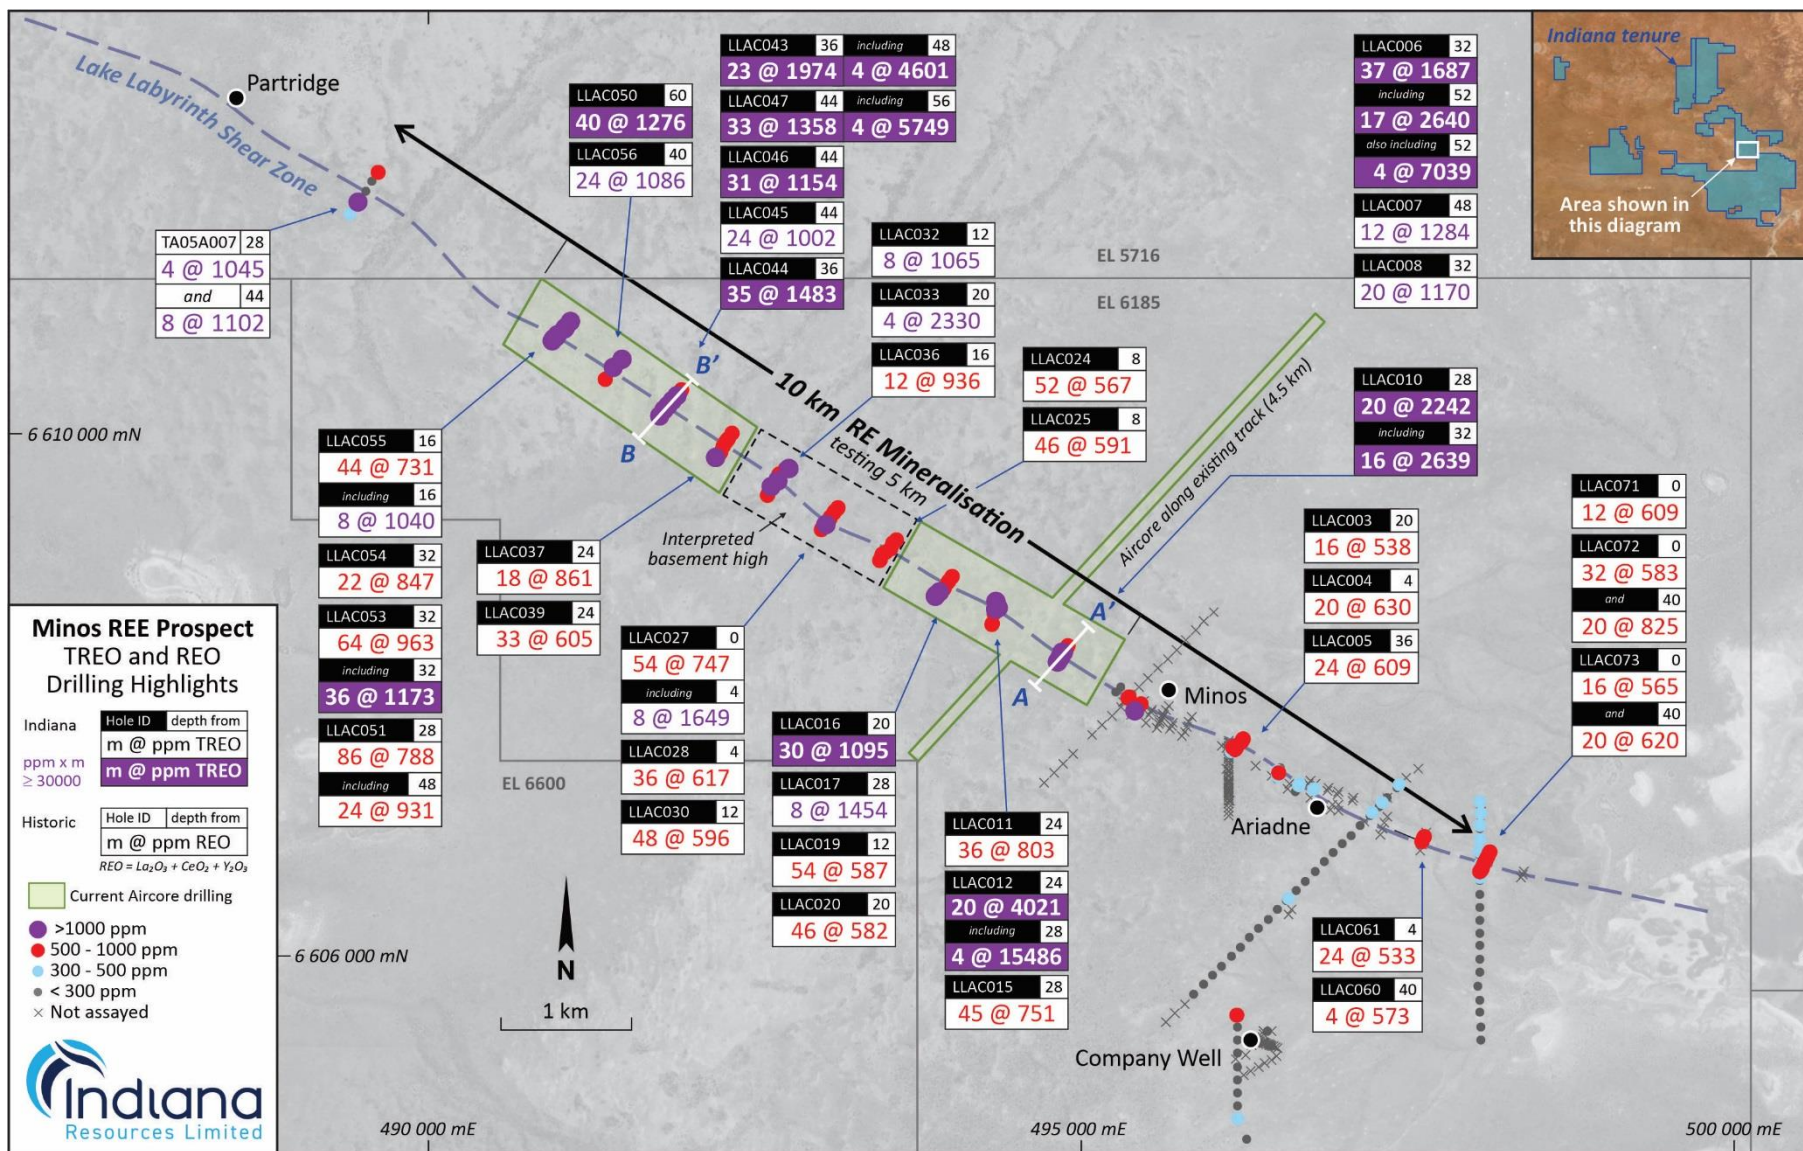 Lake Labyrinth Shear Zone
Partridge
TA05A007 28
4 @ 1045
and 44
8 @ 1102
LLAC050 60
40 @ 1276
LLAC056 40
24 @ 1086
LLAC043 36 including 48
23 @ 1974 4 @ 4601
LLAC047 44 including 56
33 @ 1358 4 @ 5749
LLAC046 44
31 @ 1154
LLAC045 44
24 @ 1002
LLAC044 36
35 @ 1483
LLAC032 12
8 @ 1065
LLAC033 20
4 @ 2330
LLAC036 16
12 @ 936
LLAC024 8
52 @ 567
LLAC025 8
46 @ 591
LLAC006 32
37 @ 1687
including 52
17 @ 2640
also including 52
4 @ 7039
LLAC007 48
12 @ 1284
LLAC008 32
20 @ 1170
LLAC010 28
20 @ 2242
including 32
16 @ 2639
Indiana tenure
Area shown in
this diagram
EL 5716
EL 6185
EL 6600
10 km RE Mineralisation
testing 5 km
Aircore along existing track (4.5 km)
B'
B
A'
A
Interpreted
basement high
6 610 000 mN
6 606 000 mN
LLAC055 16
44 @ 731
including 16
8 @ 1040
LLAC054 32
22 @ 847
LLAC053 32
64 @ 963
including 32
36 @ 1173
LLAC051 28
86 @ 788
including 48
24 @ 931
LLAC037 24
18 @ 861
LLAC039 24
33 @ 605
LLAC027 0
54 @ 747
including 4
8 @ 1649
LLAC028 4
36 @ 617
LLAC030 12
48 @ 596
LLAC016 20
30 @ 1095
LLAC017 28
8 @ 1454
LLAC019 12
54 @ 587
LLAC020 20
46 @ 582
LLAC011 24
36 @ 803
LLAC012 24
20 @ 4021
including 28
4 @ 15486
LLAC015 28
45 @ 751
LLAC003 20
16 @ 538
LLAC004 4
20 @ 630
LLAC005 36
24 @ 609
LLAC071 0
12 @ 609
LLAC072 0
32 @ 583
and 40
20 @ 825
LLAC073 0
16 @ 565
and 40
20 @ 620
LLAC061 4
24 @ 533
LLAC060 40
4 @ 573
Minos
Ariadne
Company Well
N
1 km
490 000 mE
495 000 mE
500 000 mE
Minos REE Prospect
TREO and REO
Drilling Highlights
Indiana
Hole ID depth from
m @ ppm TREO
ppm x m
≥ 30000
m @ ppm TREO
Historic
Hole ID depth from
m @ ppm REO
REO = La₂O₃ + CeO₂ + Y₂O₃
Current Aircore drilling
>1000 ppm
500 - 1000 ppm
300 - 500 ppm
< 300 ppm
Not assayed
Indiana
Resources Limited